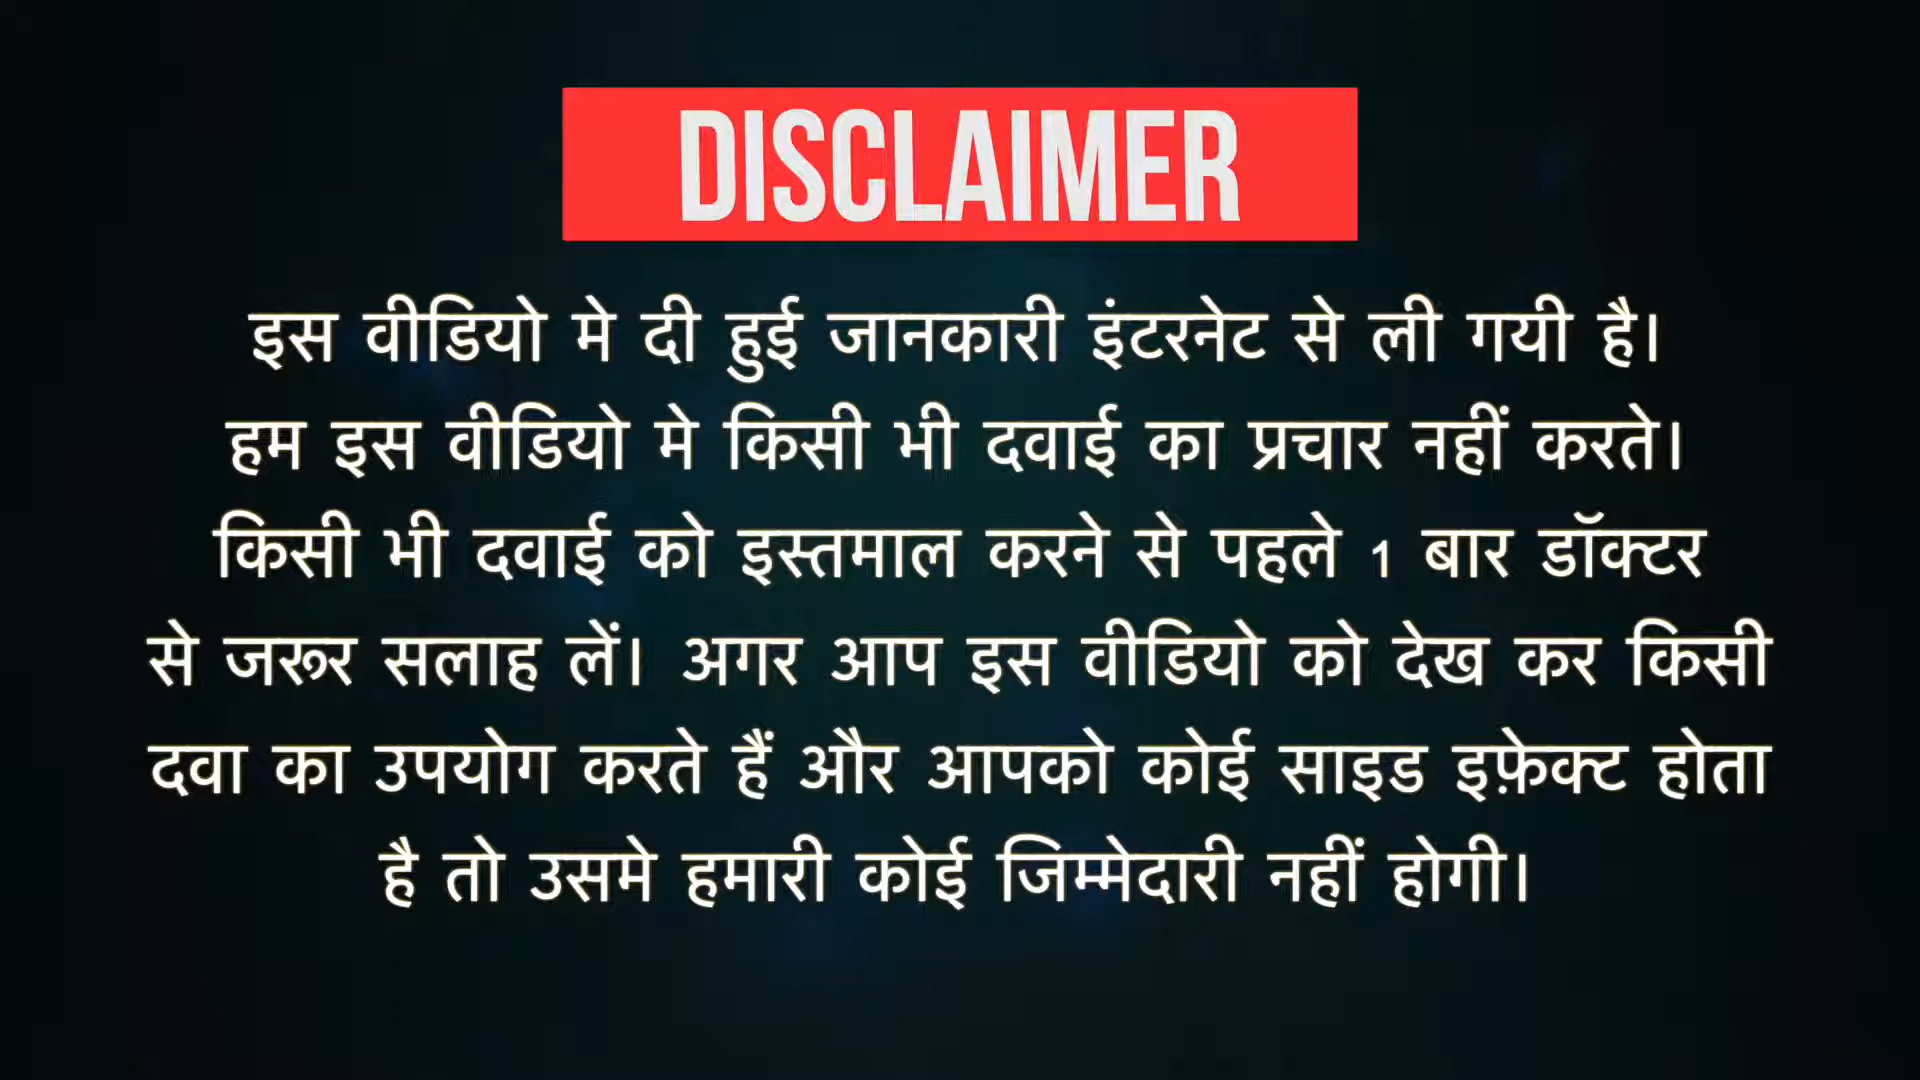 DISCLAIMER
इस वीडियो मे दी हुई जानकारी इंटरनेट से ली गयी है।
हम इस वीडियो मे किसी भी दवाई का प्रचार नहीं करते।
किसी भी दवाई को इस्तमाल करने से पहले 1 बार डॉक्टर
से जरूर सलाह लें। अगर आप इस वीडियो को देख कर किसी
दवा का उपयोग करते हैं और आपको कोई साइड इफ़ेक्ट होता
है तो उसमे हमारी कोई जिम्मेदारी नहीं होगी।